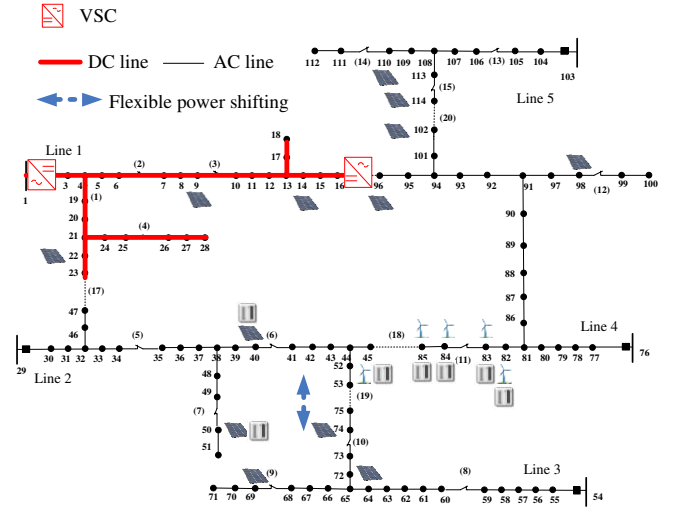 VSC
DC line AC line
Flexible power shifting
112 111 (14) 110 109 108 107 106 (13) 105 104 103
113
(15)
114
Line 5
(20)
102
101
18
17
Line 1
1 3 4 5 6 (2) 7 8 9 (3) 10 11 12 13 14 15 16 96 95 94 93 92 91 97 98 (12) 99 100
19 (1)
20
21 24 25 (4) 26 27 28
22
23
90
89
88
87
86
(17)
47
46
29 30 31 32 33 34 (5) 35 36 37 38 39 40 (6) 41 42 43 44 45 (18) 85 84 (11) 83 82 81 80 79 78 77 76
Line 2
Line 4
48
49
(7)
50
51
52
53
(19)
75
74
(10)
73
72
71 70 69 (9) 68 67 66 65 64 63 62 61 60 (8) 59 58 57 56 55 54
Line 3